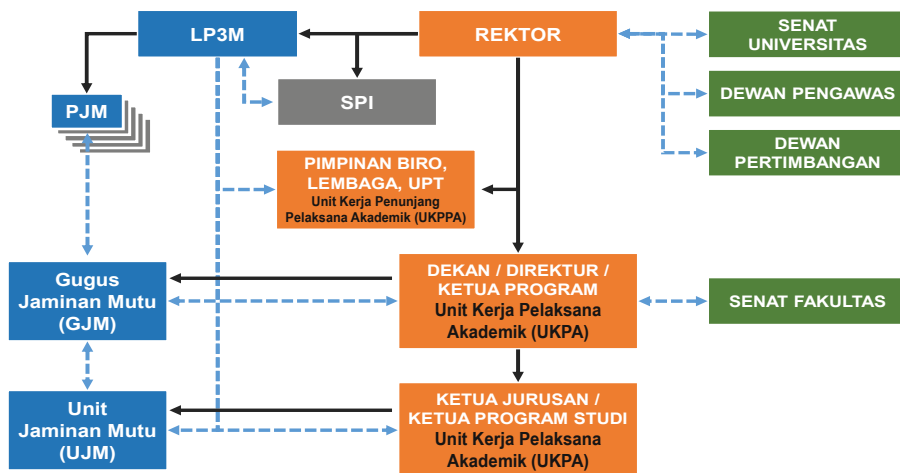 LP3M
REKTOR
SENAT
UNIVERSITAS
PJM
SPI
DEWAN PENGAWAS
DEWAN
PERTIMBANGAN
PIMPINAN BIRO,
LEMBAGA, UPT
Unit Kerja Penunjang
Pelaksana Akademik (UKPPA)
Gugus
Jaminan Mutu
(GJM)
DEKAN / DIREKTUR /
KETUA PROGRAM
Unit Kerja Pelaksana
Akademik (UKPA)
SENAT FAKULTAS
Unit
Jaminan Mutu
(UJM)
KETUA JURUSAN /
KETUA PROGRAM STUDI
Unit Kerja Pelaksana
Akademik (UKPA)